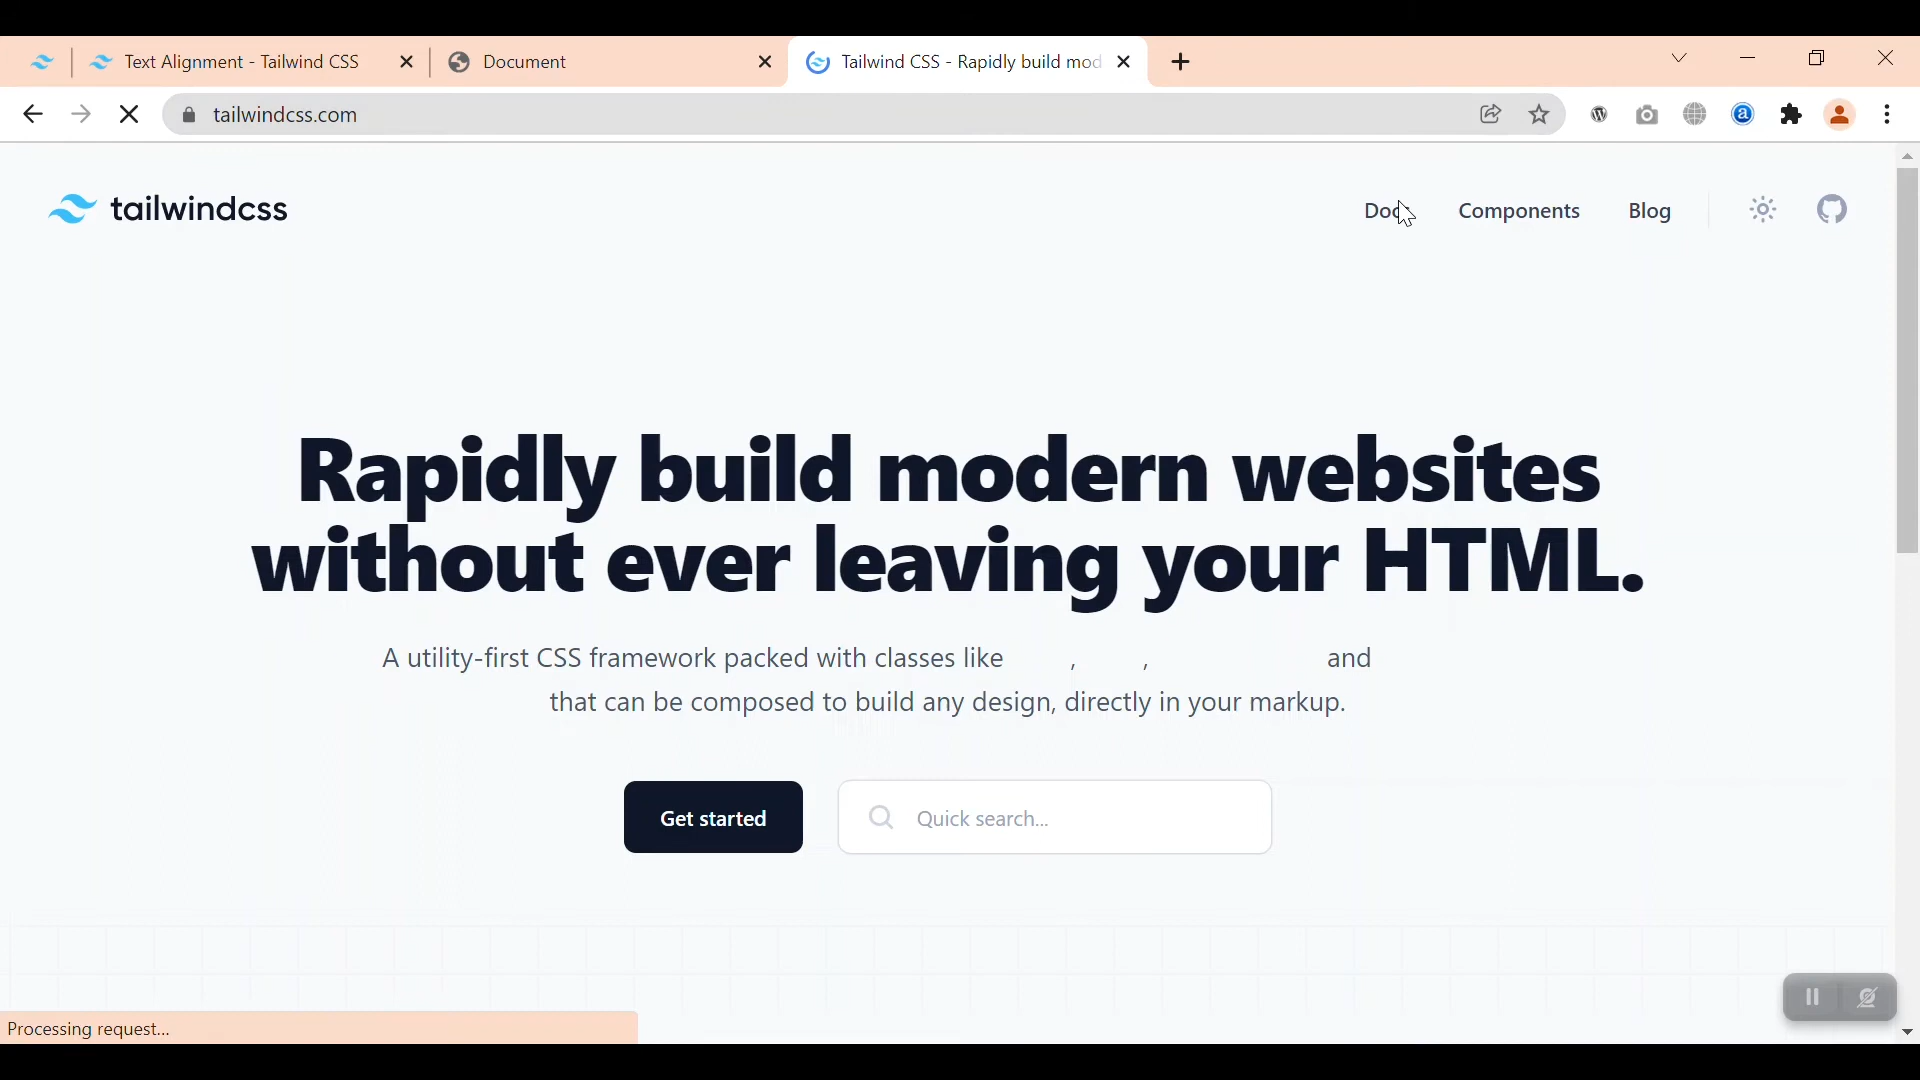 Text Alignment - Tailwind CSS
Document
Tailwind CSS - Rapidly build mod
tailwindcss.com
tailwindcss
Docs
Components
Blog
Rapidly build modern websites
without ever leaving your HTML.
A utility-first CSS framework packed with classes like , , and
that can be composed to build any design, directly in your markup.
Get started
Quick search...
Processing request...